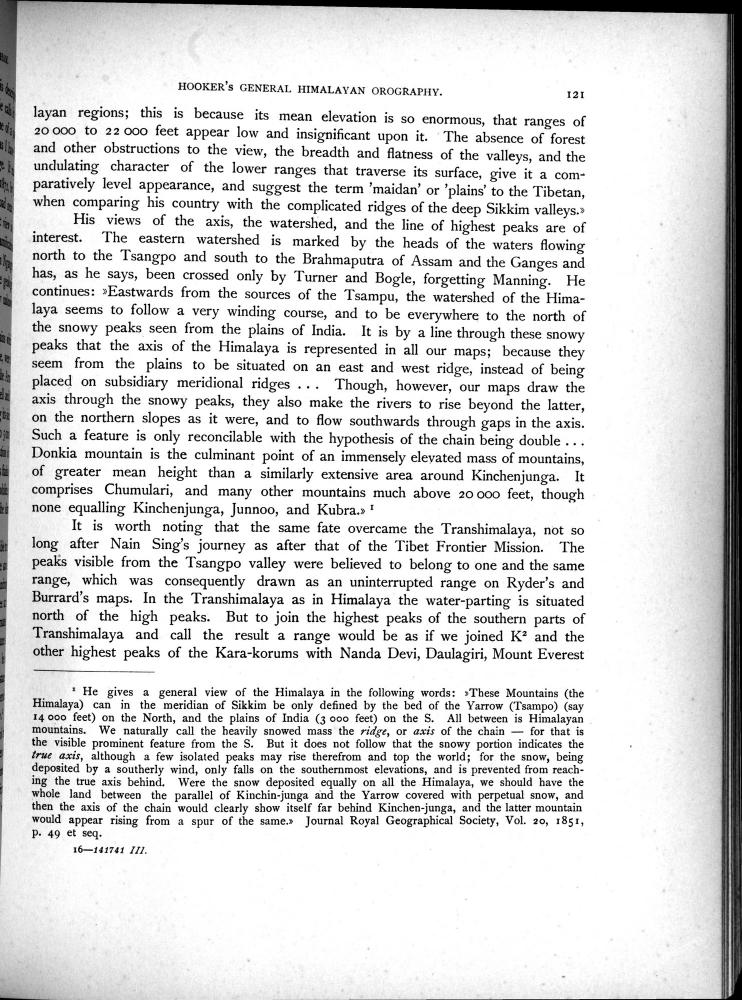 HOOKER'S GENERAL HIMALAYAN OROGRAPHY.
121
layan regions; this is because its mean elevation is so enormous, that ranges of
20 000 to 22 000 feet appear low and insignificant upon it. The absence of forest
and other obstructions to the view, the breadth and flatness of the valleys, and the
undulating character of the lower ranges that traverse its surface, give it a com-
paratively level appearance, and suggest the term 'maidan' or 'plains' to the Tibetan,
when comparing his country with the complicated ridges of the deep Sikkim valleys.»
His views of the axis, the watershed, and the line of highest peaks are of
interest. The eastern watershed is marked by the heads of the waters flowing
north to the Tsangpo and south to the Brahmaputra of Assam and the Ganges and
has, as he says, been crossed only by Turner and Bogle, forgetting Manning. He
continues: »Eastwards from the sources of the Tsampu, the watershed of the Hima-
laya seems to follow a very winding course, and to be everywhere to the north of
the snowy peaks seen from the plains of India. It is by a line through these snowy
peaks that the axis of the Himalaya is represented in all our maps; because they
seem from the plains to be situated on an east and west ridge, instead of being
placed on subsidiary meridional ridges ... Though, however, our maps draw the
axis through the snowy peaks, they also make the rivers to rise beyond the latter,
on the northern slopes as it were, and to flow southwards through gaps in the axis.
Such a feature is only reconcilable with the hypothesis of the chain being double ...
Donkia mountain is the culminant point of an immensely elevated mass of mountains,
of greater mean height than a similarly extensive area around Kinchenjunga. It
comprises Chumulari, and many other mountains much above 20 000 feet, though
none equalling Kinchenjunga, Junnoo, and Kubra.» ¹
It is worth noting that the same fate overcame the Transhimalaya, not so
long after Nain Sing's journey as after that of the Tibet Frontier Mission. The
peaks visible from the Tsangpo valley were believed to belong to one and the same
range, which was consequently drawn as an uninterrupted range on Ryder's and
Burrard's maps. In the Transhimalaya as in Himalaya the water-parting is situated
north of the high peaks. But to join the highest peaks of the southern parts of
Transhimalaya and call the result a range would be as if we joined K² and the
other highest peaks of the Kara-korums with Nanda Devi, Daulagiri, Mount Everest
¹ He gives a general view of the Himalaya in the following words: »These Mountains (the
Himalaya) can in the meridian of Sikkim be only defined by the bed of the Yarrow (Tsampo) (say
14 000 feet) on the North, and the plains of India (3 000 feet) on the S. All between is Himalayan
mountains. We naturally call the heavily snowed mass the ridge, or axis of the chain — for that is
the visible prominent feature from the S. But it does not follow that the snowy portion indicates the
true axis, although a few isolated peaks may rise therefrom and top the world; for the snow, being
deposited by a southerly wind, only falls on the southernmost elevations, and is prevented from reach-
ing the true axis behind. Were the snow deposited equally on all the Himalaya, we should have the
whole land between the parallel of Kinchin-junga and the Yarrow covered with perpetual snow, and
then the axis of the chain would clearly show itself far behind Kinchen-junga, and the latter mountain
would appear rising from a spur of the same.» Journal Royal Geographical Society, Vol. 20, 1851,
p. 49 et seq.
16—141741 III.